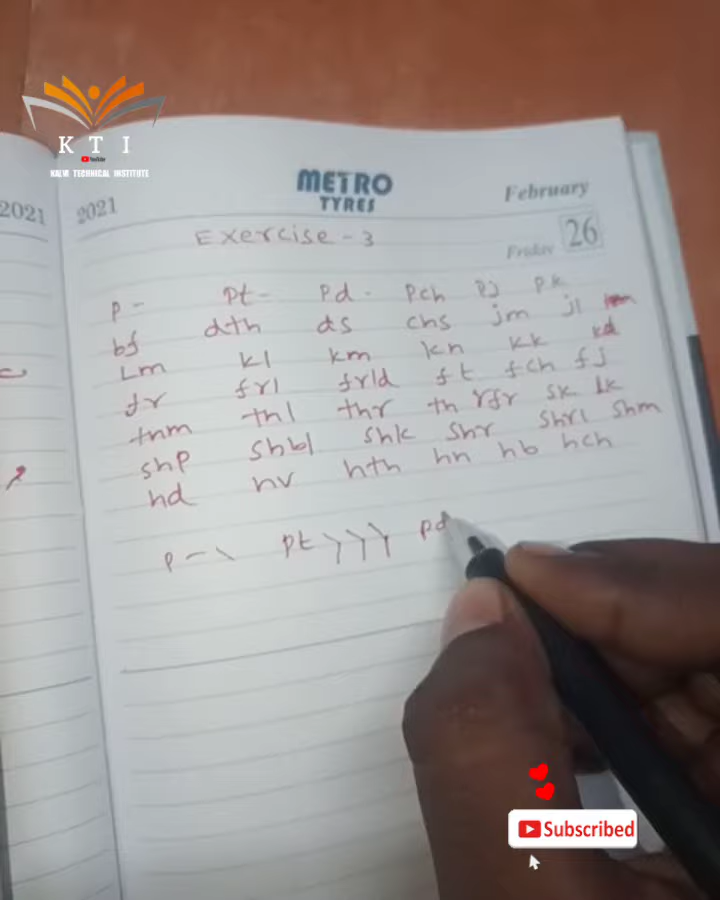 K T I
YouTube
KALVI TECHNICAL INSTITUTE
2021
2021
METRO
TYRES
February
Friday 26
Exercise - 3
p - pt - pd - pch pj pk
bf dth ds chs jm jl
Lm kl km kn kk kd
fr frl frld ft fch fj
thm thl thr th rfr sk lk
shp shbl shk shr shrl shm
hd hv hth hn hb hch
p - pt pd
Subscribed